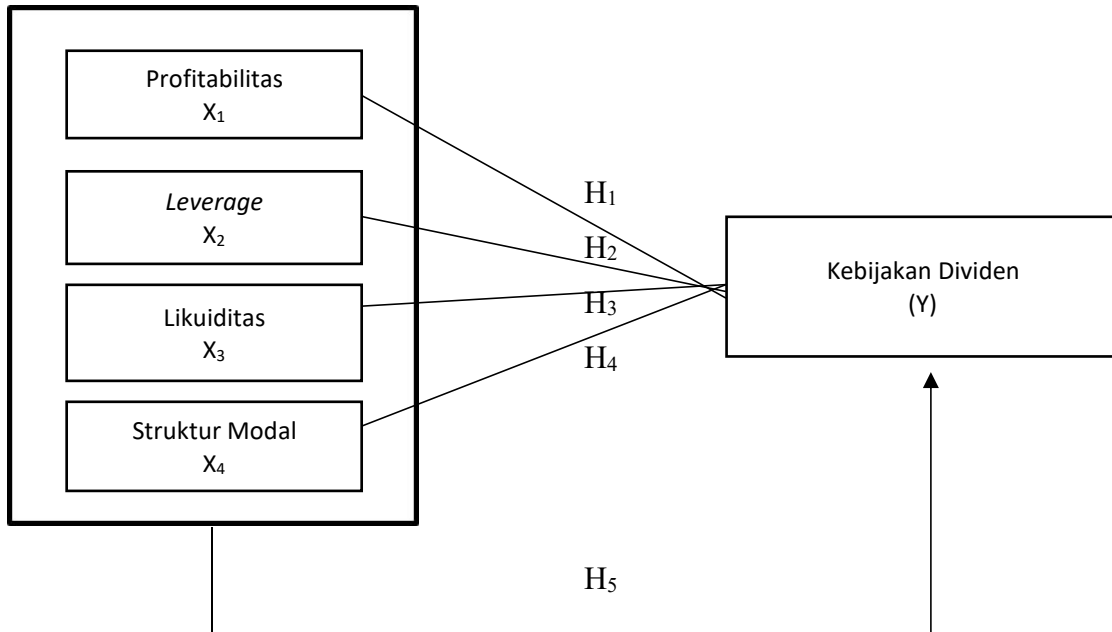 Profitabilitas
X₁
Leverage
X₂
Likuiditas
X₃
Struktur Modal
X₄
H₁
H₂
H₃
H₄
Kebijakan Dividen
(Y)
H₅